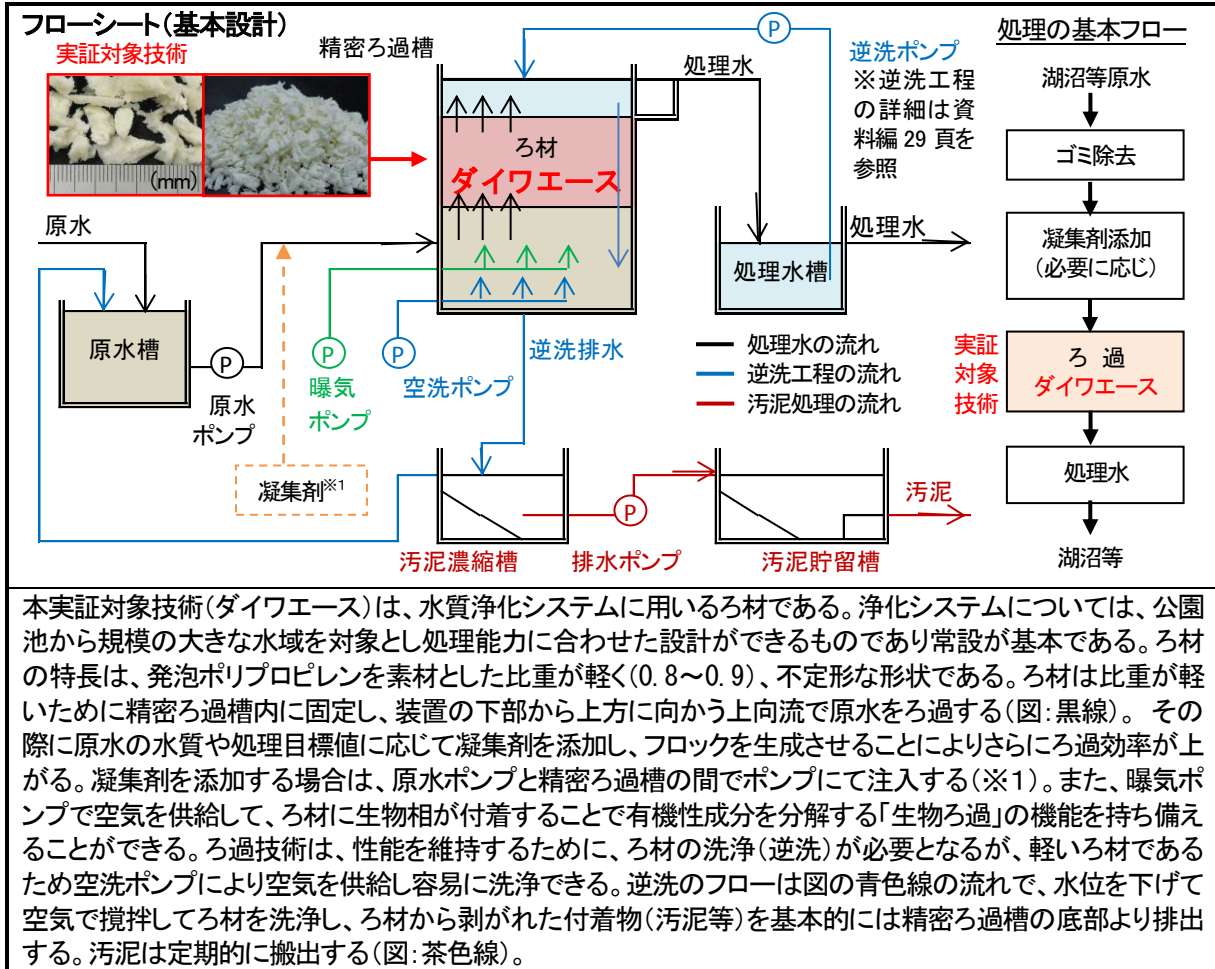 フローシート(基本設計)
実証対象技術
(mm)
精密ろ過槽
処理水
P
逆洗ポンプ
※逆洗工程
の詳細は資
料編 29 頁を
参照
ろ材
ダイワエース
原水
原水槽
P
原水
ポンプ
凝集剤※1
P
曝気
ポンプ
P
空洗ポンプ
逆洗排水
処理水
処理水槽
処理水の流れ
逆洗工程の流れ
汚泥処理の流れ
汚泥濃縮槽
P
排水ポンプ
汚泥貯留槽
汚泥
処理の基本フロー
湖沼等原水
ゴミ除去
凝集剤添加
(必要に応じ)
実証
対象
技術
ろ 過
ダイワエース
処理水
湖沼等
本実証対象技術(ダイワエース)は、水質浄化システムに用いるろ材である。浄化システムについては、公園
池から規模の大きな水域を対象とし処理能力に合わせた設計ができるものであり常設が基本である。ろ材
の特長は、発泡ポリプロピレンを素材とした比重が軽く(0.8～0.9)、不定形な形状である。ろ材は比重が軽
いために精密ろ過槽内に固定し、装置の下部から上方に向かう上向流で原水をろ過する(図:黒線)。 その
際に原水の水質や処理目標値に応じて凝集剤を添加し、フロックを生成させることによりさらにろ過効率が上
がる。凝集剤を添加する場合は、原水ポンプと精密ろ過槽の間でポンプにて注入する(※1)。また、曝気ポ
ンプで空気を供給して、ろ材に生物相が付着することで有機性成分を分解する「生物ろ過」の機能を持ち備え
ることができる。ろ過技術は、性能を維持するために、ろ材の洗浄(逆洗)が必要となるが、軽いろ材である
ため空洗ポンプにより空気を供給し容易に洗浄できる。逆洗のフローは図の青色線の流れで、水位を下げて
空気で撹拌してろ材を洗浄し、ろ材から剥がれた付着物(汚泥等)を基本的には精密ろ過槽の底部より排出
する。汚泥は定期的に搬出する(図:茶色線)。